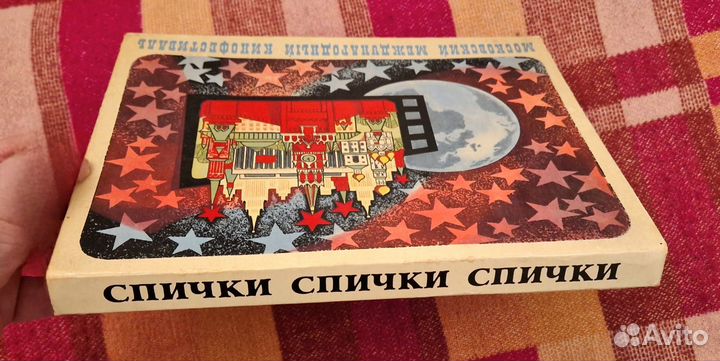 МОСКОВСКИЙ МЕЖДУНАРОДНЫЙ КИНОФЕСТИВАЛЬ
СПИЧКИ СПИЧКИ СПИЧКИ
Avito